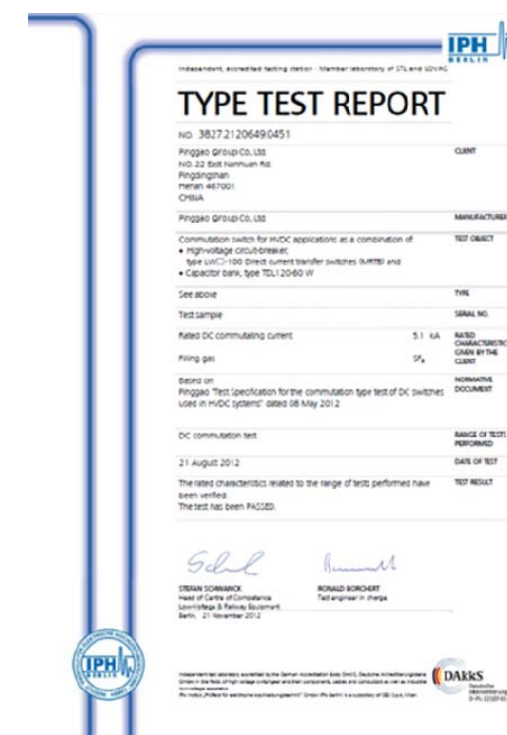 IPH
BERLIN
Independent, accredited testing station · Member laboratory of STL and LOVAG
TYPE TEST REPORT
NO. 3827.2120649.0451
Pinggao Group Co., Ltd. CLIENT
NO. 22 East Nanhuan Rd.
Pingdingshan
Henan 467001
CHINA
Pinggao Group Co., Ltd. MANUFACTURER
Commutation switch for HVDC applications as a combination of TEST OBJECT
• High-voltage circuit-breaker,
type LW□-100 Direct current transfer switches (MRTB) and
• Capacitor bank, type TDL120-60 W
See above TYPE
Test sample SERIAL NO.
Rated DC commutating current 5.1 kA RATED
CHARACTERISTIC
Filling gas SF₆ GIVEN BY THE
CLIENT
Based on NORMATIVE
Pinggao "Test Specification for the commutation type test of DC switches DOCUMENT
used in HVDC systems" dated 08 May 2012
DC commutation test RANGE OF TESTS
PERFORMED
21 August 2012 DATE OF TEST
The rated characteristics related to the range of tests performed have TEST RESULT
been verified.
The test has been PASSED.
STEFAN SCHWANCK RONALD BORCHERT
Head of Centre of Competence Test engineer in charge
Low-Voltage & Railway Equipment
Berlin, 21 November 2012
IPH
DAkkS
Deutsche